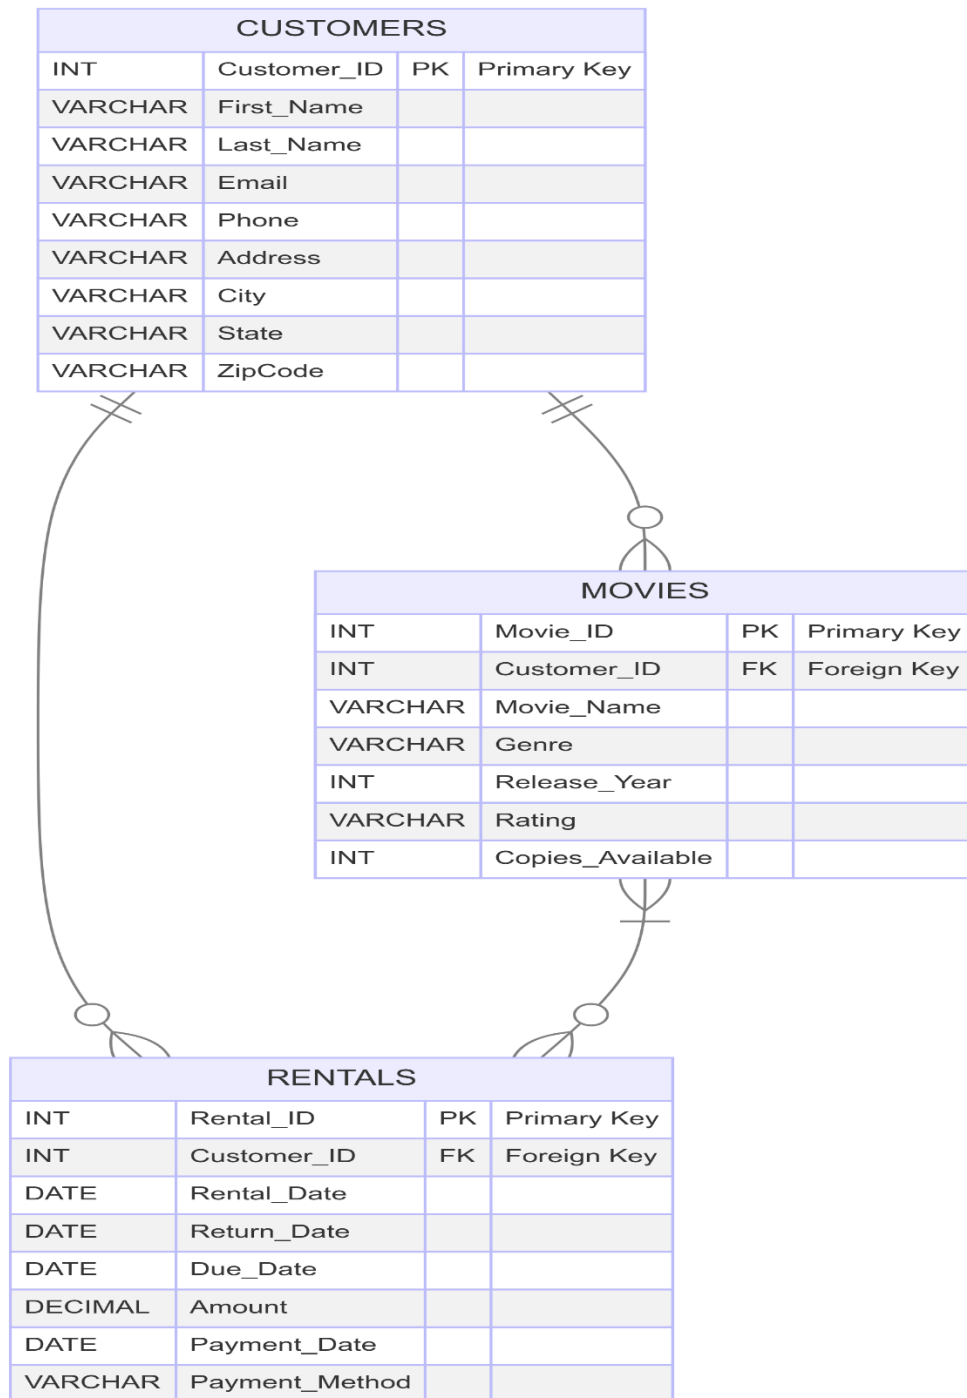 CUSTOMERS
INT Customer_ID PK Primary Key
VARCHAR First_Name
VARCHAR Last_Name
VARCHAR Email
VARCHAR Phone
VARCHAR Address
VARCHAR City
VARCHAR State
VARCHAR ZipCode
MOVIES
INT Movie_ID PK Primary Key
INT Customer_ID FK Foreign Key
VARCHAR Movie_Name
VARCHAR Genre
INT Release_Year
VARCHAR Rating
INT Copies_Available
RENTALS
INT Rental_ID PK Primary Key
INT Customer_ID FK Foreign Key
DATE Rental_Date
DATE Return_Date
DATE Due_Date
DECIMAL Amount
DATE Payment_Date
VARCHAR Payment_Method